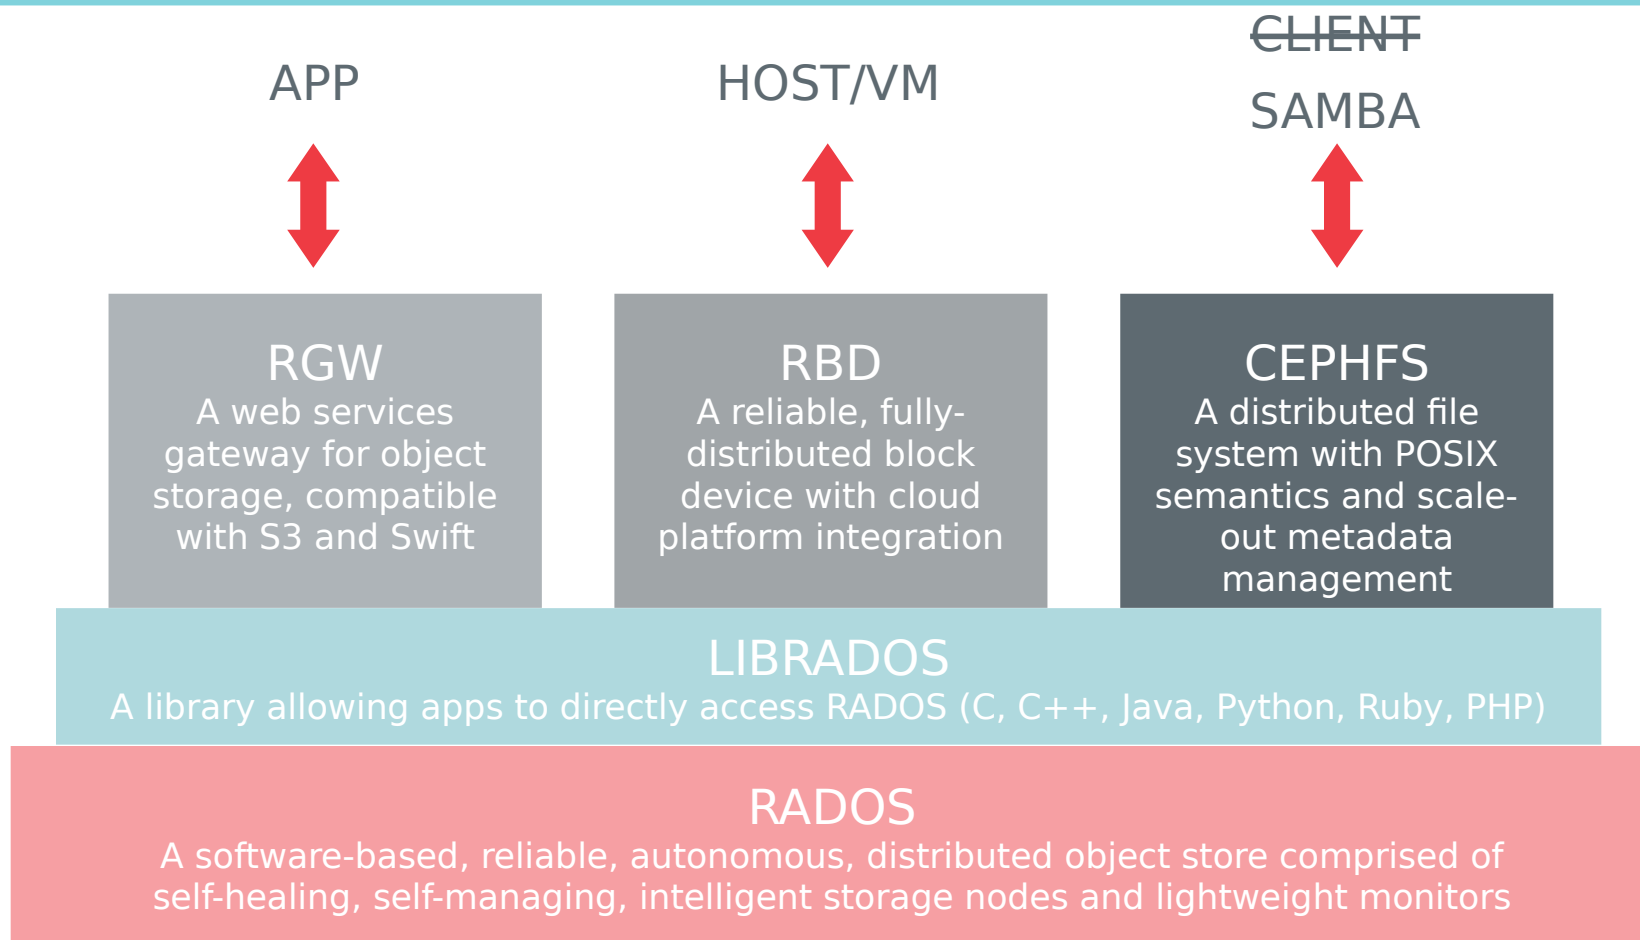 APP
HOST/VM
CLIENT
SAMBA
RGW
A web services
gateway for object
storage, compatible
with S3 and Swift
RBD
A reliable, fully-
distributed block
device with cloud
platform integration
CEPHFS
A distributed file
system with POSIX
semantics and scale-
out metadata
management
LIBRADOS
A library allowing apps to directly access RADOS (C, C++, Java, Python, Ruby, PHP)
RADOS
A software-based, reliable, autonomous, distributed object store comprised of
self-healing, self-managing, intelligent storage nodes and lightweight monitors